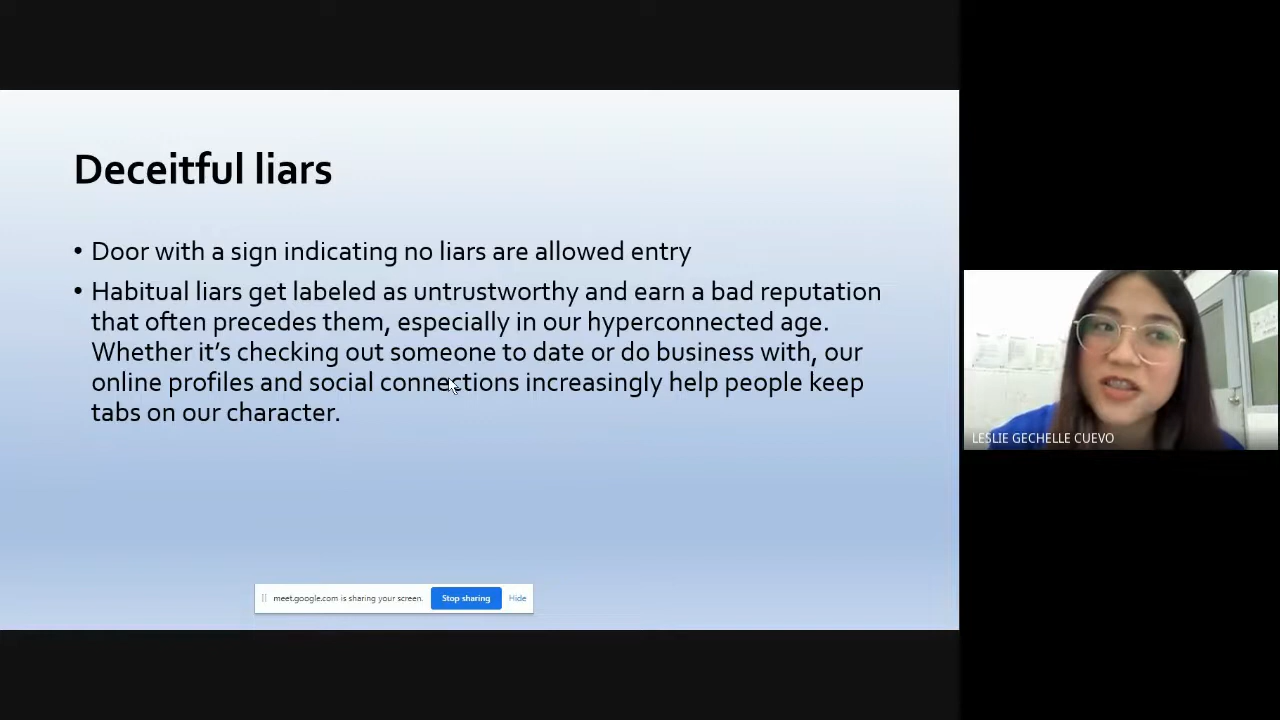 Deceitful liars
• Door with a sign indicating no liars are allowed entry
• Habitual liars get labeled as untrustworthy and earn a bad reputation
that often precedes them, especially in our hyperconnected age.
Whether it's checking out someone to date or do business with, our
online profiles and social connections increasingly help people keep
tabs on our character.
LESLIE GECHELLE CUEVO
meet.google.com is sharing your screen.
Stop sharing
Hide